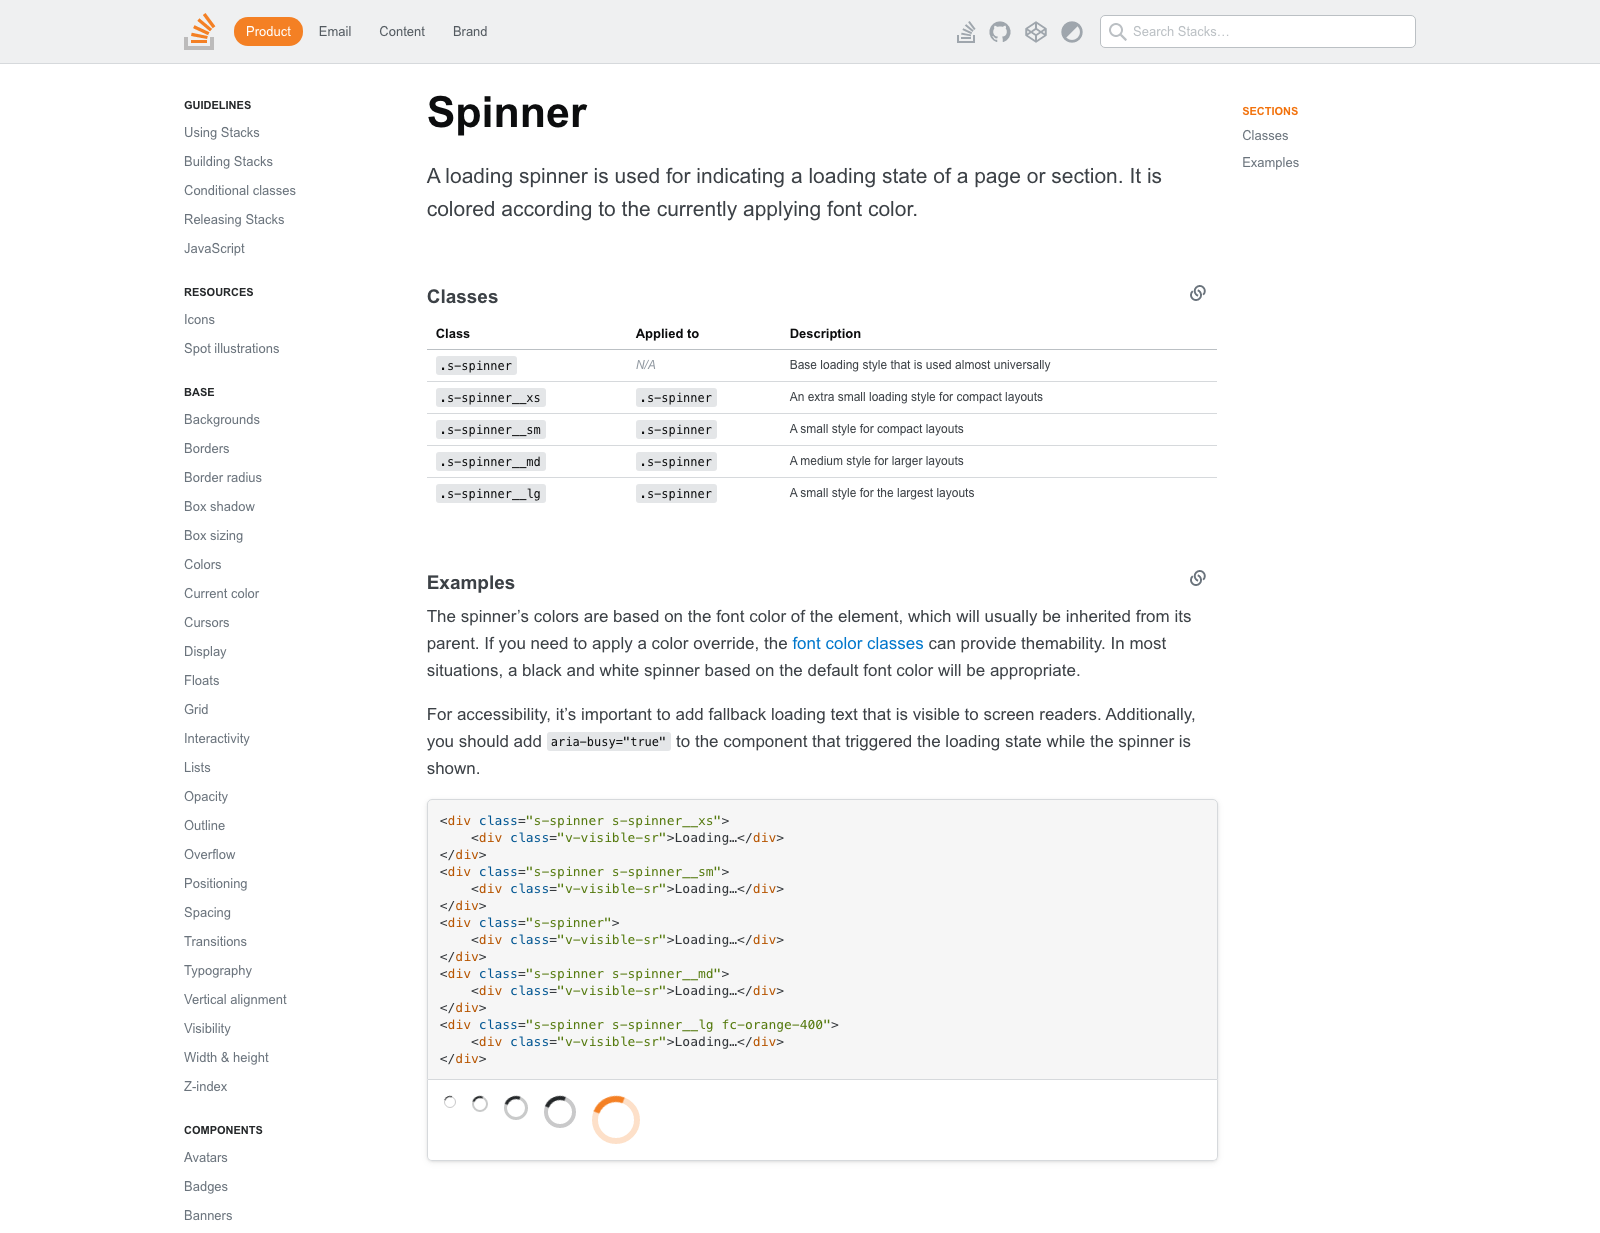 Product
Email
Content
Brand
Search Stacks…
GUIDELINES
Using Stacks
Building Stacks
Conditional classes
Releasing Stacks
JavaScript
RESOURCES
Icons
Spot illustrations
BASE
Backgrounds
Borders
Border radius
Box shadow
Box sizing
Colors
Current color
Cursors
Display
Floats
Grid
Interactivity
Lists
Opacity
Outline
Overflow
Positioning
Spacing
Transitions
Typography
Vertical alignment
Visibility
Width & height
Z-index
COMPONENTS
Avatars
Badges
Banners
Spinner
A loading spinner is used for indicating a loading state of a page or section. It is
colored according to the currently applying font color.
Classes
Class Applied to Description
.s-spinner N/A Base loading style that is used almost universally
.s-spinner__xs .s-spinner An extra small loading style for compact layouts
.s-spinner__sm .s-spinner A small style for compact layouts
.s-spinner__md .s-spinner A medium style for larger layouts
.s-spinner__lg .s-spinner A small style for the largest layouts
Examples
The spinner’s colors are based on the font color of the element, which will usually be inherited from its
parent. If you need to apply a color override, the font color classes can provide themability. In most
situations, a black and white spinner based on the default font color will be appropriate.
For accessibility, it’s important to add fallback loading text that is visible to screen readers. Additionally,
you should add aria-busy="true" to the component that triggered the loading state while the spinner is
shown.
<div class="s-spinner s-spinner__xs">
    <div class="v-visible-sr">Loading…</div>
</div>
<div class="s-spinner s-spinner__sm">
    <div class="v-visible-sr">Loading…</div>
</div>
<div class="s-spinner">
    <div class="v-visible-sr">Loading…</div>
</div>
<div class="s-spinner s-spinner__md">
    <div class="v-visible-sr">Loading…</div>
</div>
<div class="s-spinner s-spinner__lg fc-orange-400">
    <div class="v-visible-sr">Loading…</div>
</div>
SECTIONS
Classes
Examples